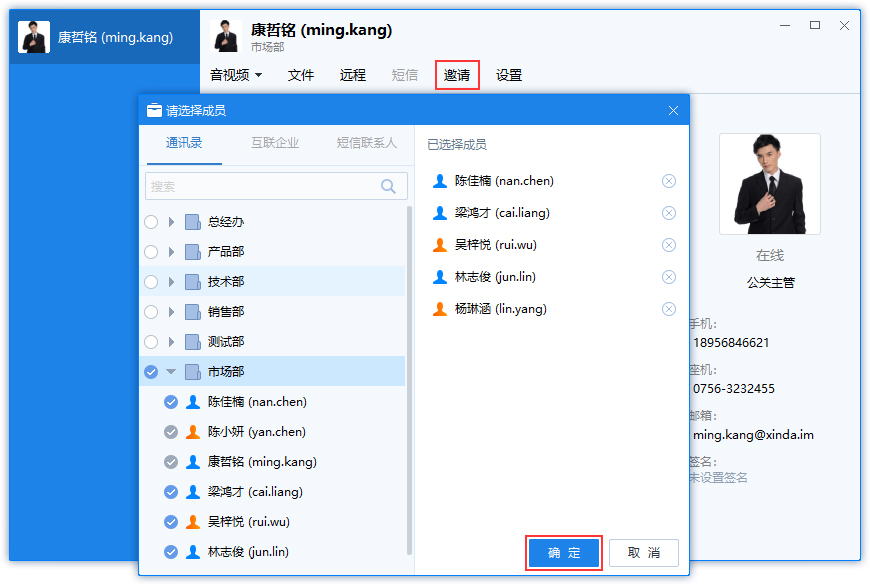 康哲铭 (ming.kang)
康哲铭 (ming.kang)
市场部
音视频 文件 远程 短信 邀请 设置
请选择成员
通讯录 互联企业 短信联系人
搜索
总经办
产品部
技术部
销售部
测试部
市场部
陈佳楠 (nan.chen)
陈小妍 (yan.chen)
康哲铭 (ming.kang)
梁鸿才 (cai.liang)
吴梓悦 (rui.wu)
林志俊 (jun.lin)
已选择成员
陈佳楠 (nan.chen)
梁鸿才 (cai.liang)
吴梓悦 (rui.wu)
林志俊 (jun.lin)
杨琳涵 (lin.yang)
确 定 取 消
在线
公关主管
手机:
18956846621
座机:
0756-3232455
邮箱:
ming.kang@xinda.im
签名:
未设置签名